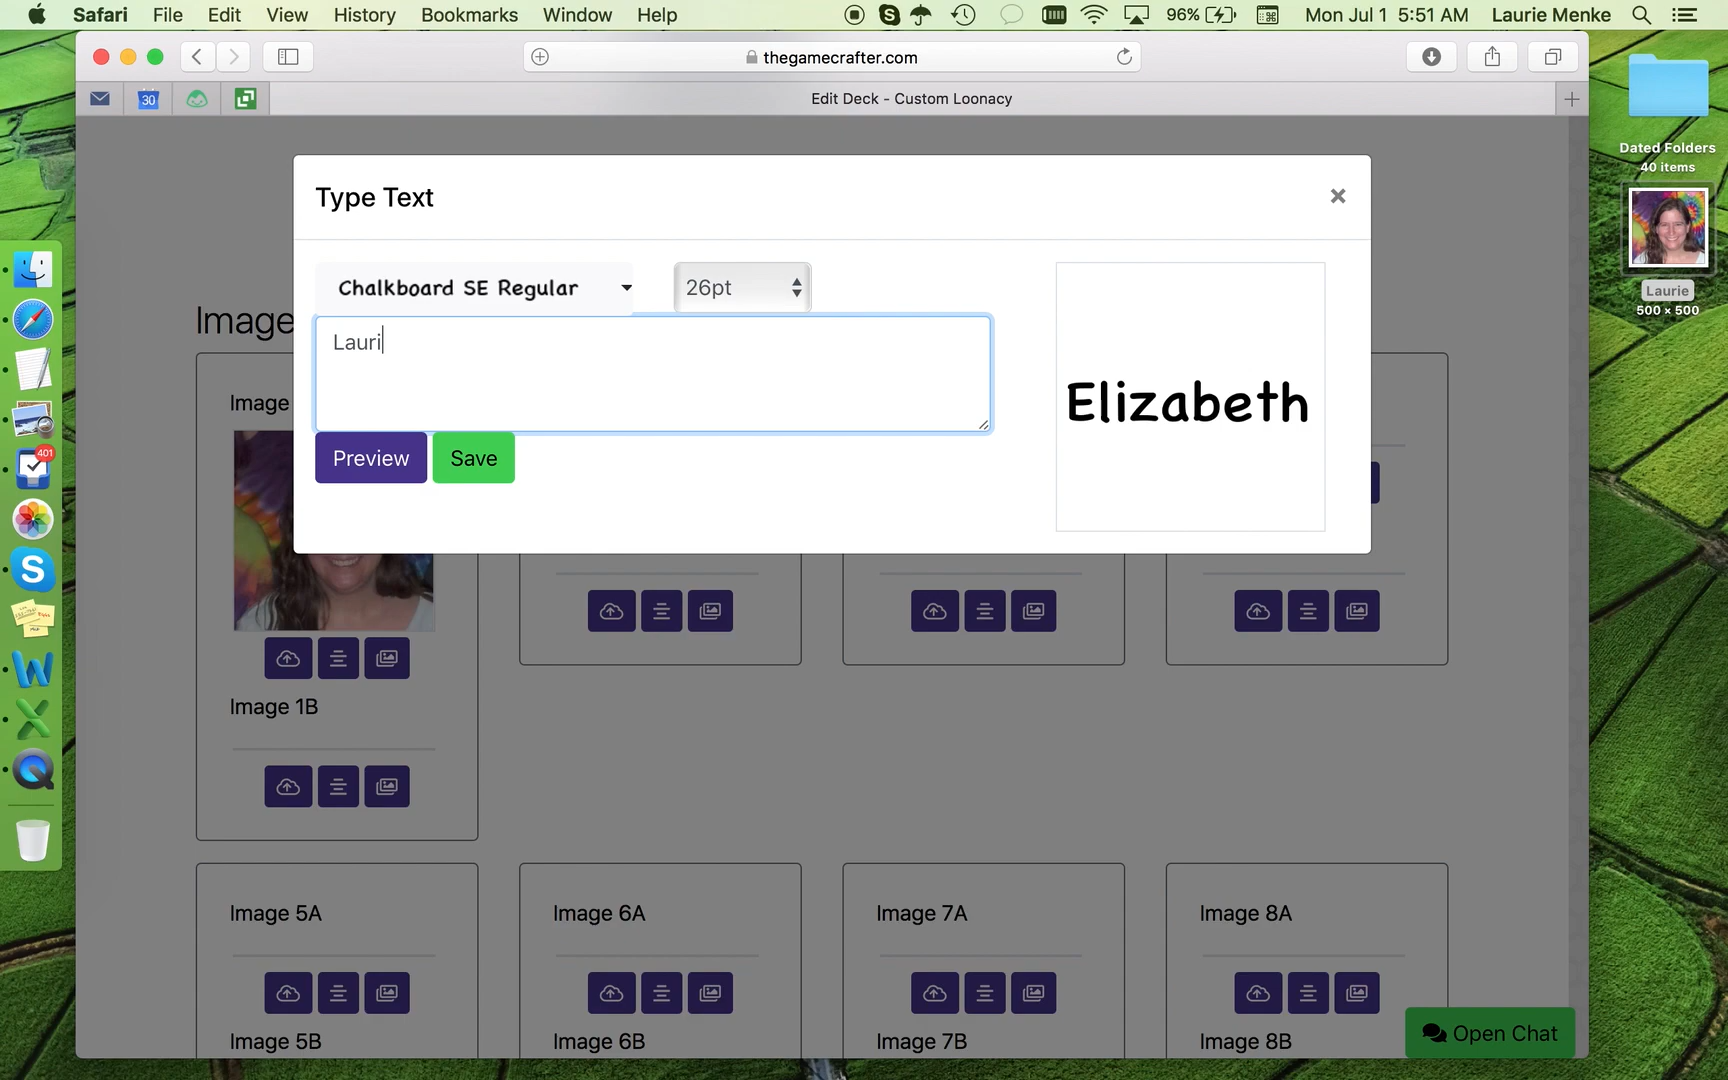 Safari File Edit View History Bookmarks Window Help
96% Mon Jul 1 5:51 AM Laurie Menke
thegamecrafter.com
30
Edit Deck - Custom Loonacy
Dated Folders
40 items
Laurie
500 × 500
Type Text
Chalkboard SE Regular
26pt
Lauri
Preview
Save
Elizabeth
Image
Image
Image 1B
Image 5A
Image 6A
Image 7A
Image 8A
Image 5B
Image 6B
Image 7B
Image 8B
Open Chat
401